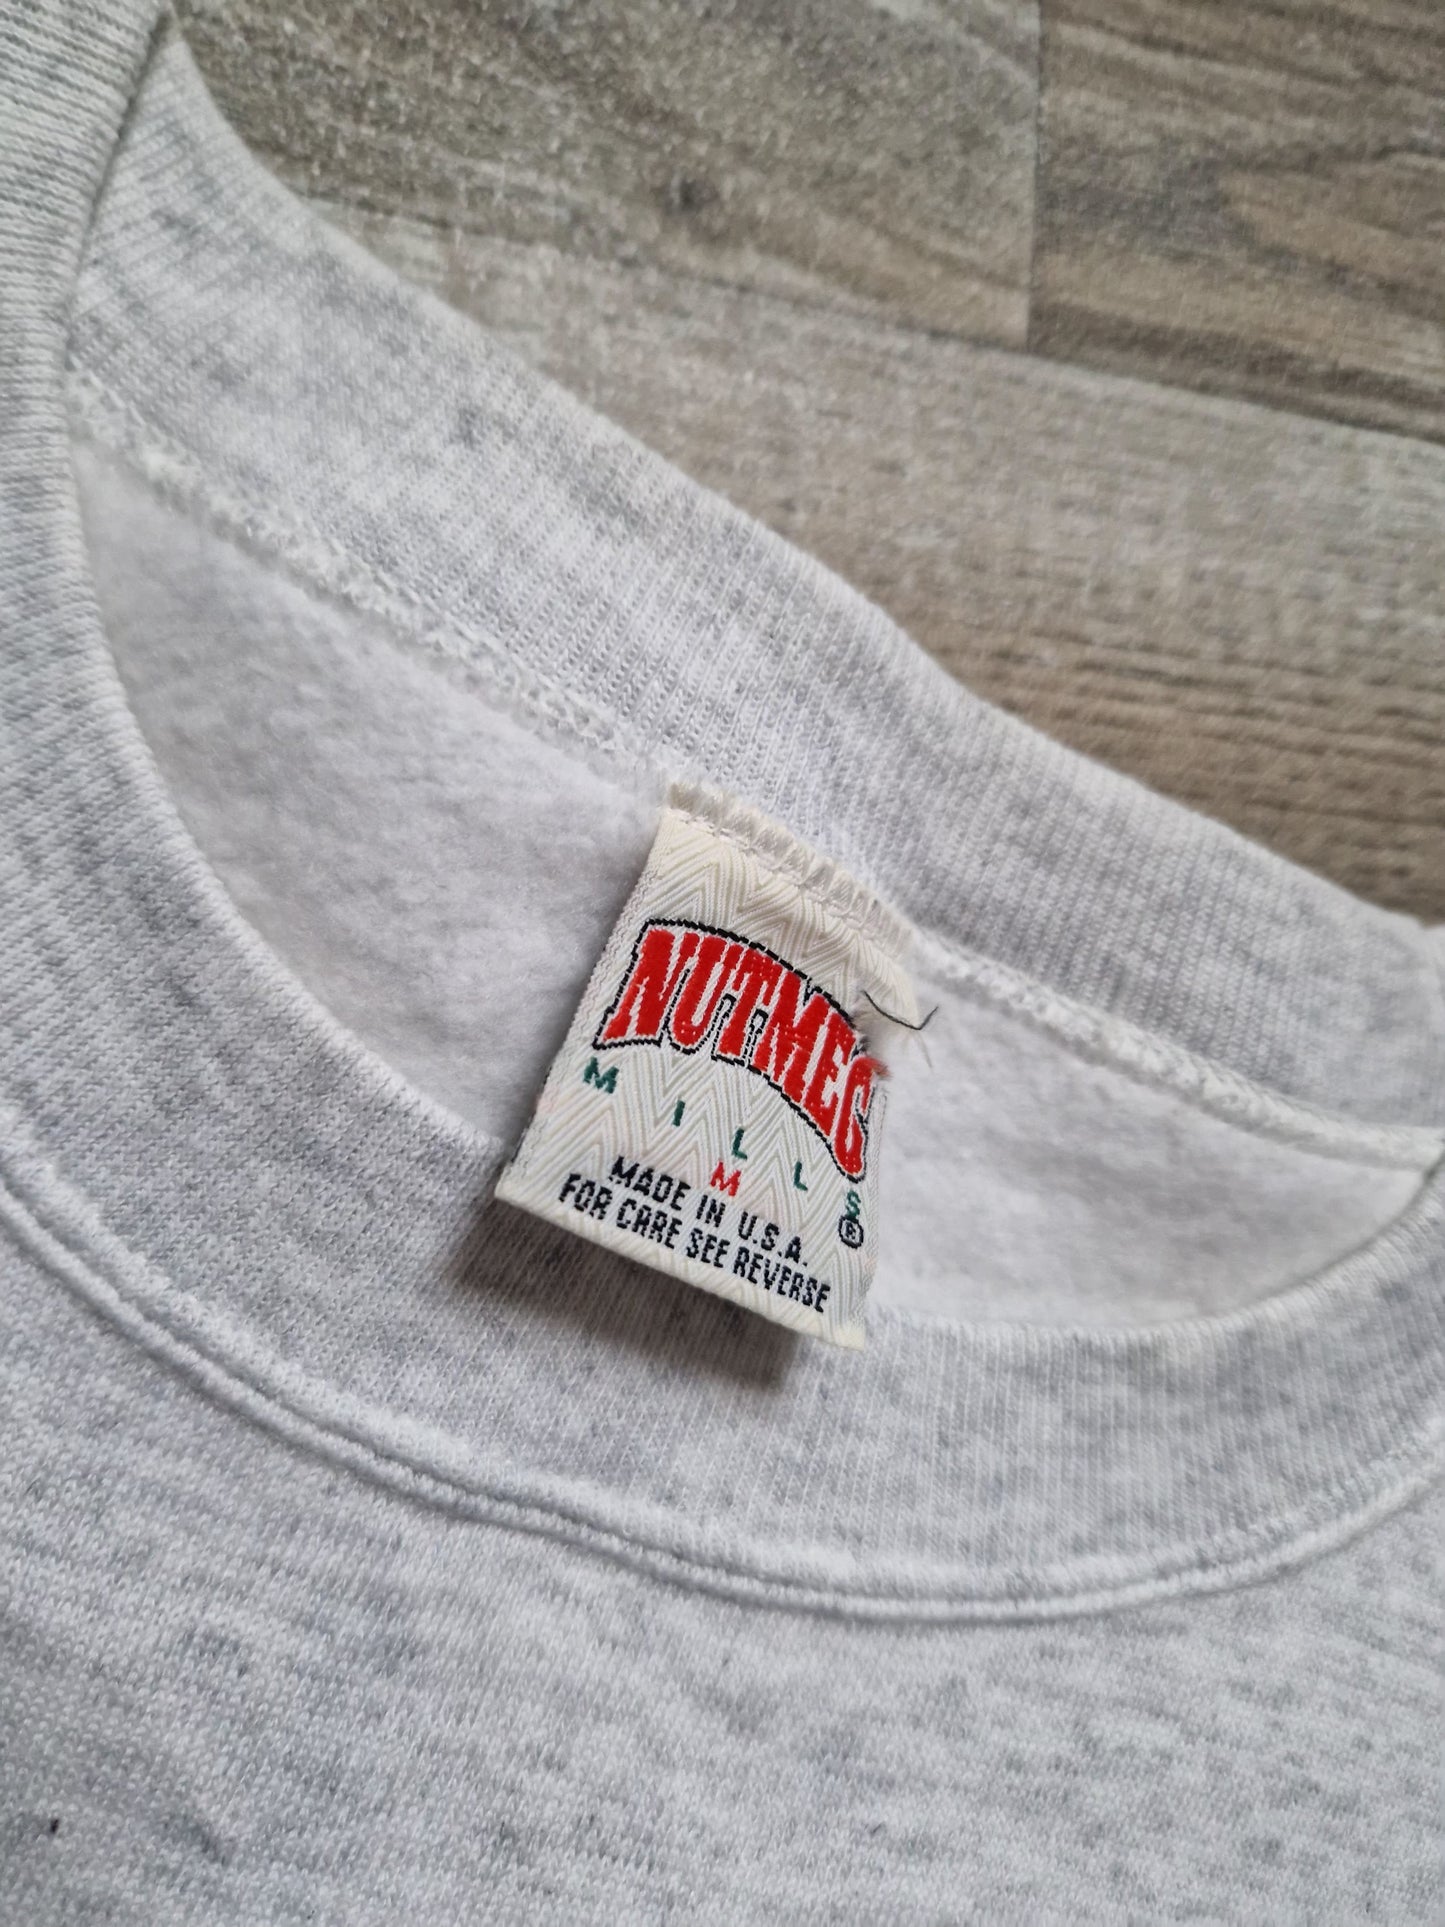 NUTMEG
MILLS ®
M
MADE IN U.S.A.
FOR CARE SEE REVERSE